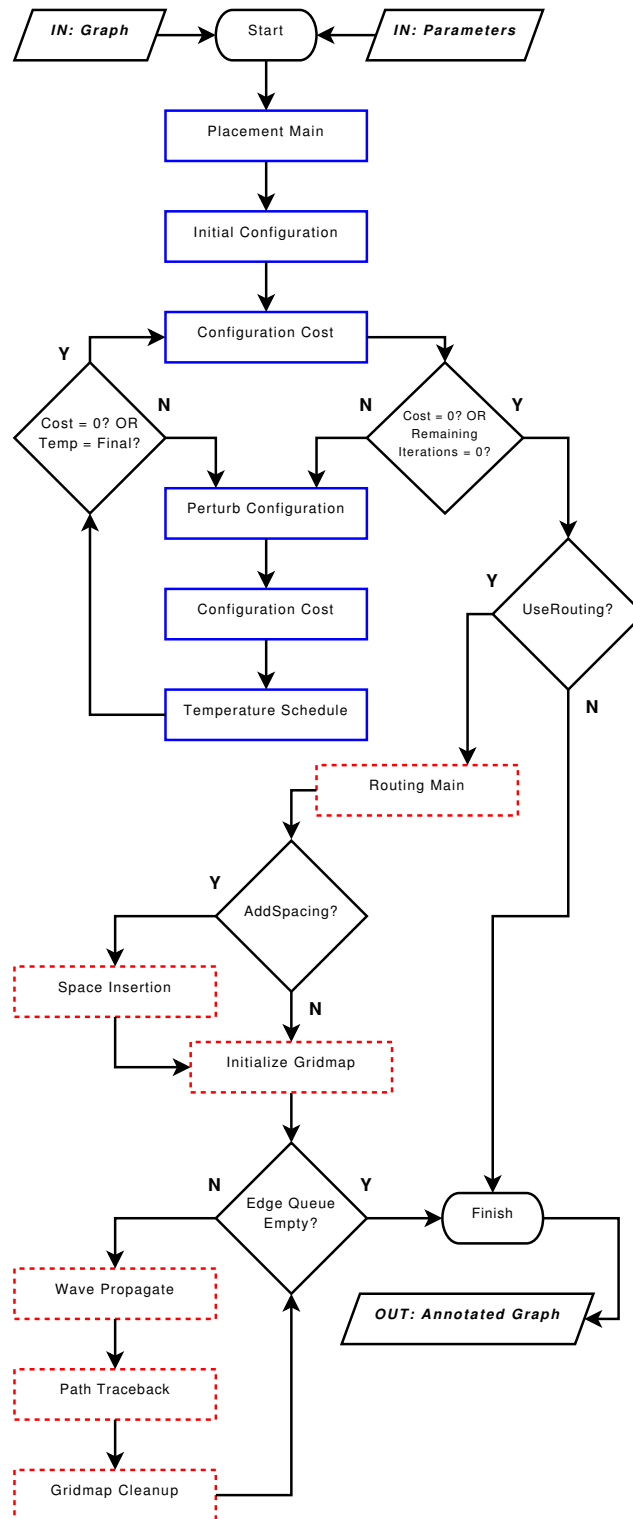 IN: Graph
Start
IN: Parameters
Placement Main
Initial Configuration
Configuration Cost
Y
N
Cost = 0? OR
Temp = Final?
N
Y
Cost = 0? OR
Remaining
Iterations = 0?
Perturb Configuration
Configuration Cost
Y
UseRouting?
N
Temperature Schedule
Routing Main
Y
AddSpacing?
N
Space Insertion
Initialize Gridmap
N
Edge Queue
Empty?
Y
Finish
Wave Propagate
OUT: Annotated Graph
Path Traceback
Gridmap Cleanup